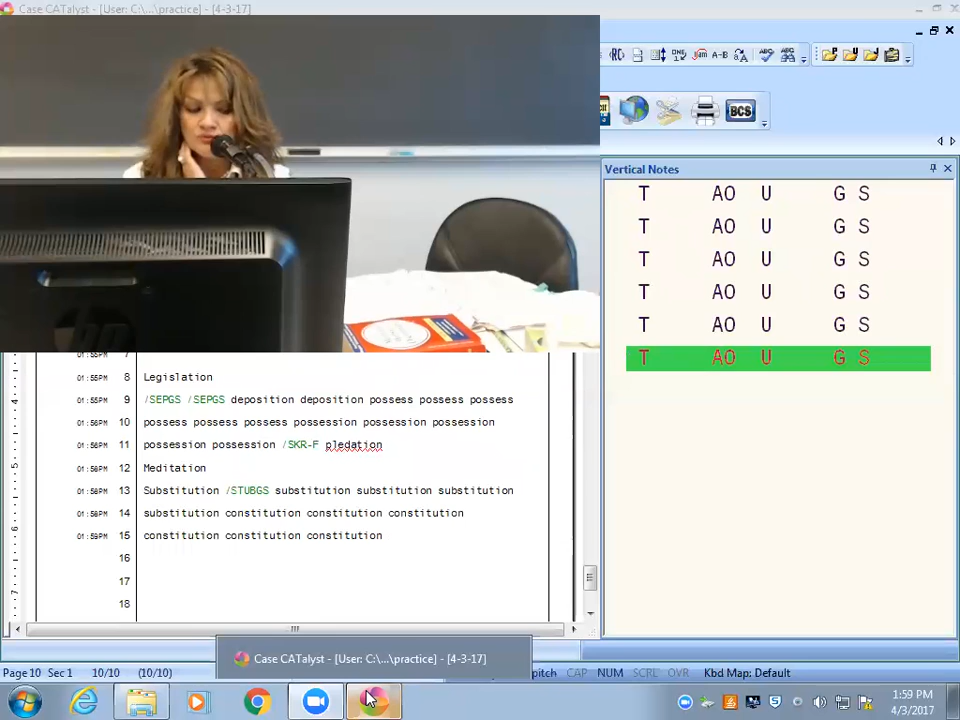 Case CATalyst - [User: C:\...\practice] - [4-3-17]
BCS
Vertical Notes
T AO U G S
T AO U G S
T AO U G S
T AO U G S
T AO U G S
T AO U G S
hp
01:55PM 7
01:55PM 8 Legislation
01:55PM 9 /SEPGS /SEPGS deposition deposition possess possess possess
01:56PM 10 possess possess possess possession possession possession
01:56PM 11 possession possession /SKR-F pledation
01:56PM 12 Meditation
01:58PM 13 Substitution /STUBGS substitution substitution substitution
01:58PM 14 substitution constitution constitution constitution
01:59PM 15 constitution constitution constitution
16
17
18
Case CATalyst - [User: C:\...\practice] - [4-3-17]
Page 10 Sec 1 10/10 (10/10) pitch CAP NUM SCRL OVR Kbd Map: Default
1:59 PM
4/3/2017